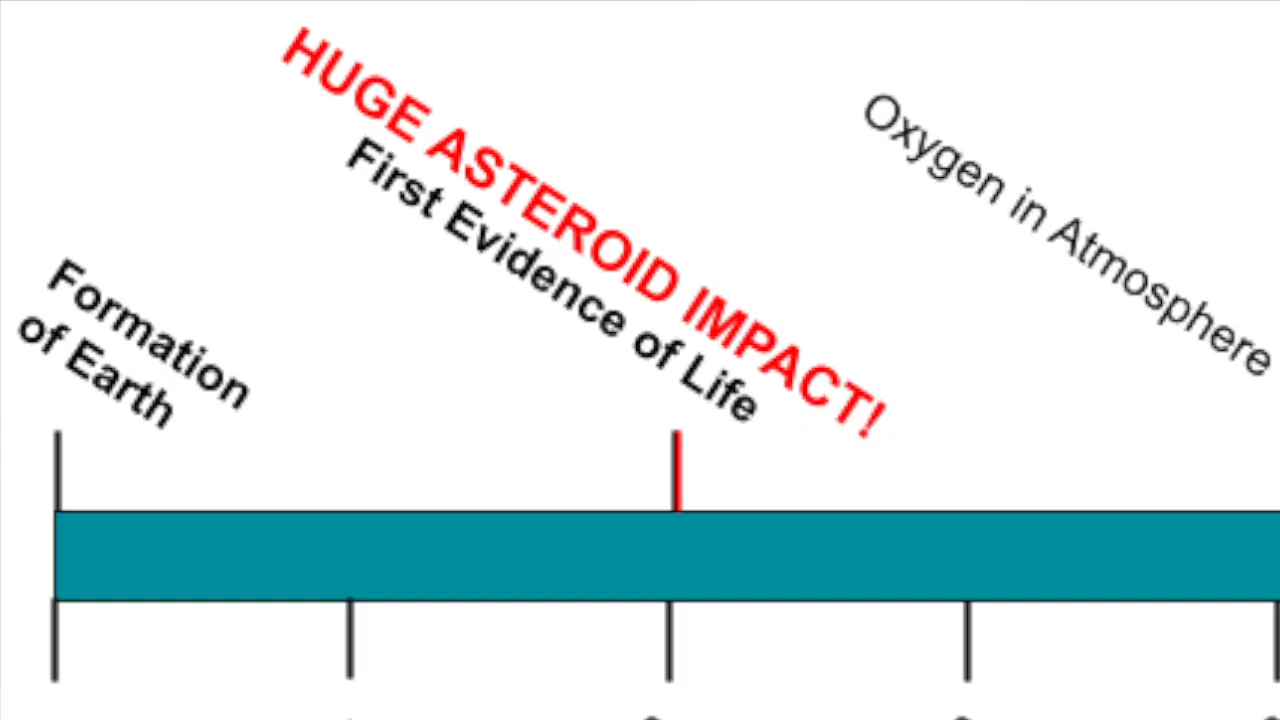 Formation
of Earth
HUGE ASTEROID IMPACT!
First Evidence of Life
Oxygen in Atmosphere